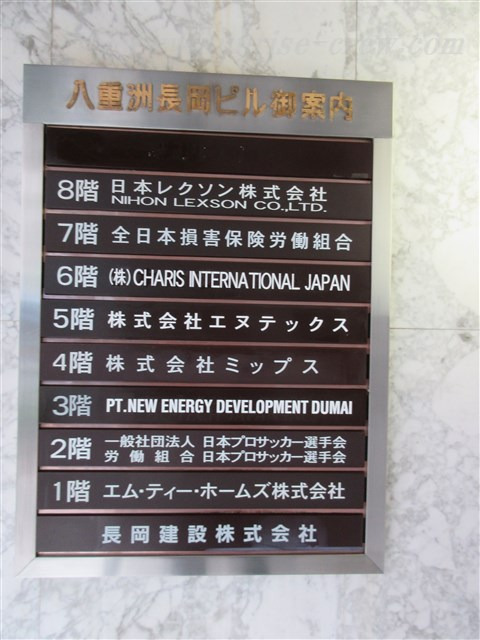 八重洲長岡ビル御案内
8階 日本レクソン株式会社
NIHON LEXSON CO.,LTD.
7階 全日本損害保険労働組合
6階 (株)CHARIS INTERNATIONAL JAPAN
5階 株式会社エヌテックス
4階 株式会社ミップス
3階 PT.NEW ENERGY DEVELOPMENT DUMAI
2階 一般社団法人 日本プロサッカー選手会
労働組合 日本プロサッカー選手会
1階 エム・ティー・ホームズ株式会社
長岡建設株式会社